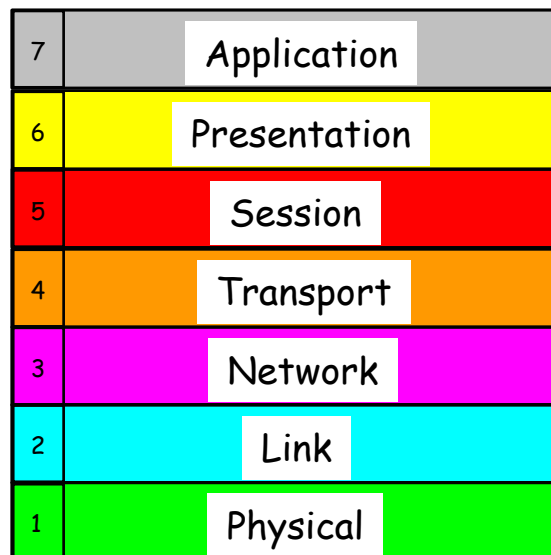 7 Application
6 Presentation
5 Session
4 Transport
3 Network
2 Link
1 Physical